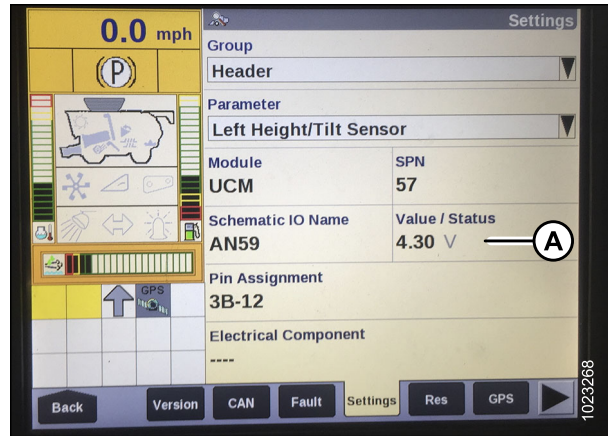 0.0 mph
(P)
GPS
Settings
Group
Header
Parameter
Left Height/Tilt Sensor
Module
UCM
SPN
57
Schematic IO Name
AN59
Value / Status
4.30 V
A
Pin Assignment
3B-12
Electrical Component
----
Back
Version
CAN
Fault
Settings
Res
GPS
1023268